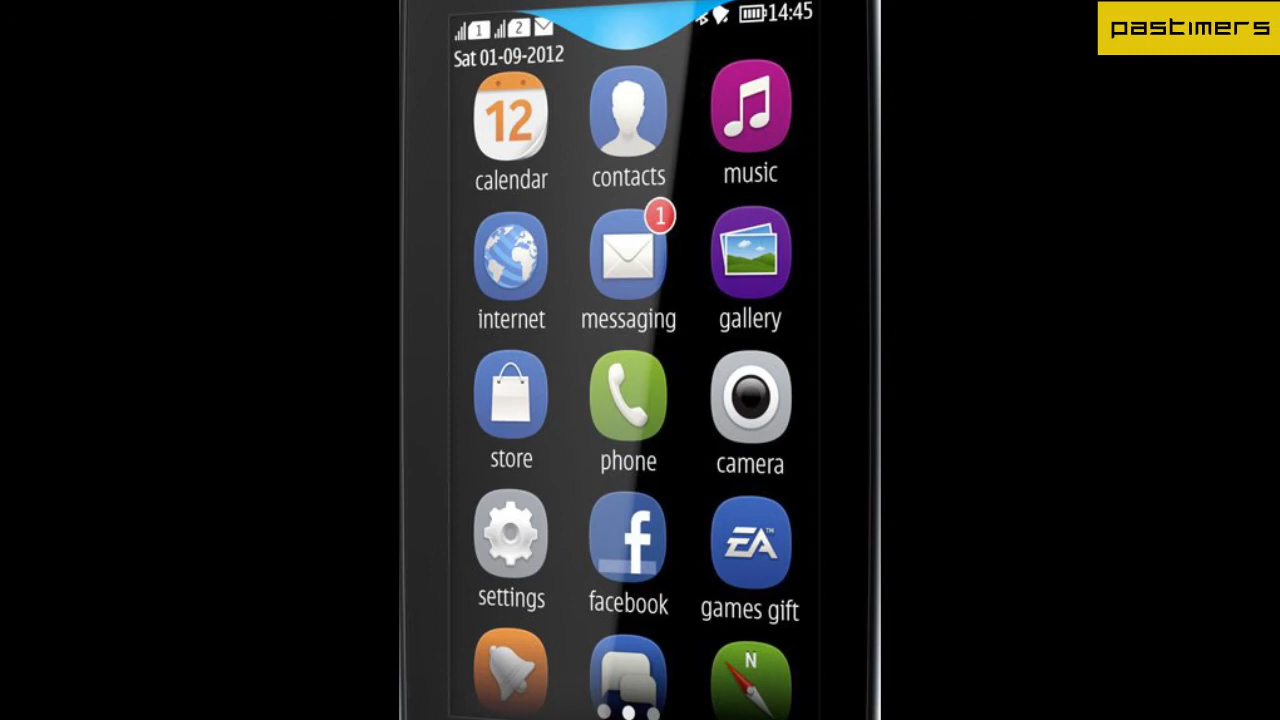 pastimers
1 2 14:45
Sat 01-09-2012
12
calendar contacts music
1
internet messaging gallery
store phone camera
f EA™
settings facebook games gift
N